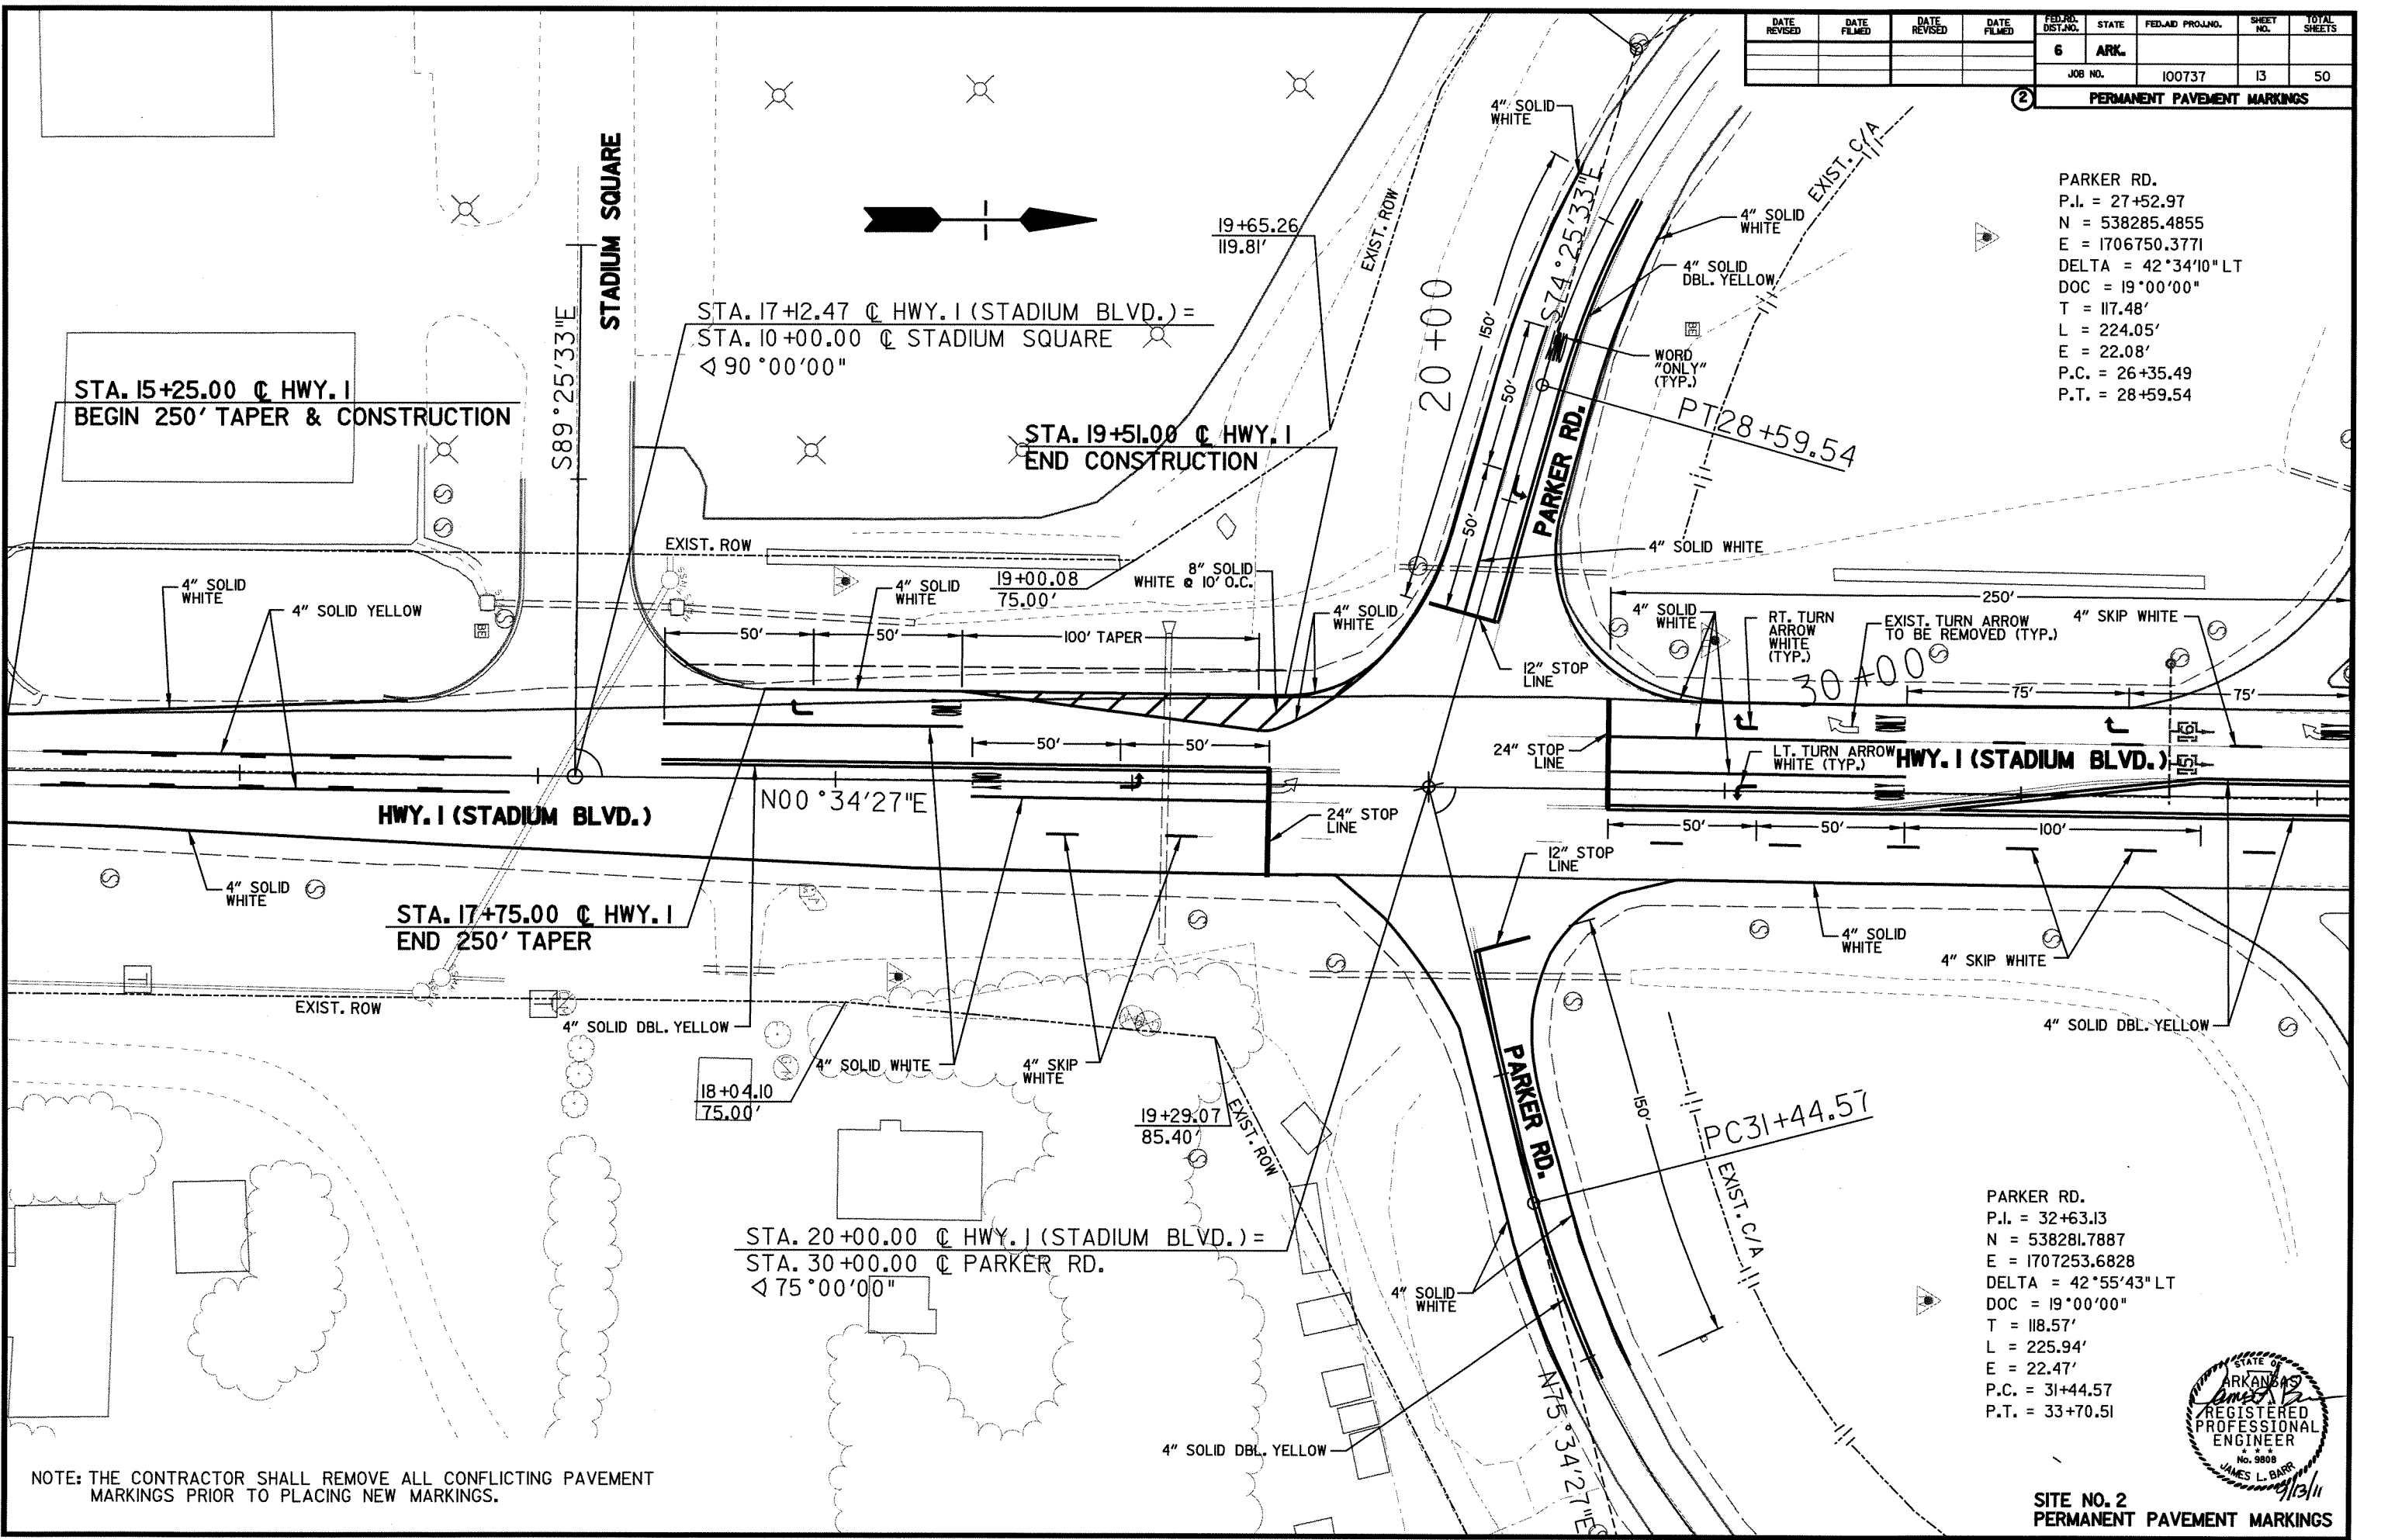 DATE REVISED
DATE FILMED
DATE REVISED
DATE FILMED
FED.RD. DIST.NO.
STATE
FED.AID PROJ.NO.
SHEET NO.
TOTAL SHEETS
6
ARK.
JOB NO.
100737
13
50
2
PERMANENT PAVEMENT MARKINGS
PARKER RD.
P.I. = 27+52.97
N = 538285.4855
E = 1706750.3771
DELTA = 42°34'10" LT
DOC = 19°00'00"
T = 117.48'
L = 224.05'
E = 22.08'
P.C. = 26+35.49
P.T. = 28+59.54
STADIUM SQUARE
S89°25'33"E
STA. 15+25.00 ℄ HWY. 1
BEGIN 250' TAPER & CONSTRUCTION
STA. 17+12.47 ℄ HWY. 1 (STADIUM BLVD.) =
STA. 10+00.00 ℄ STADIUM SQUARE
∢ 90°00'00"
19+65.26
119.81'
EXIST. ROW
STA. 19+51.00 ℄ HWY. 1
END CONSTRUCTION
20+00
150'
4" SOLID
WHITE
S74°25'33"E
4" SOLID
WHITE
4" SOLID
DBL. YELLOW
EXIST. C/A
WORD
"ONLY"
(TYP.)
BE
50'
50'
PT28+59.54
PARKER RD.
4" SOLID WHITE
EXIST. ROW
4" SOLID
WHITE
4" SOLID YELLOW
BE
4" SOLID
WHITE
19+00.08
75.00'
8" SOLID
WHITE @ 10' O.C.
4" SOLID
WHITE
50'
50'
100' TAPER
12" STOP
LINE
250'
4" SOLID
WHITE
RT. TURN
ARROW
WHITE
(TYP.)
EXIST. TURN ARROW
TO BE REMOVED (TYP.)
4" SKIP WHITE
30+00
75'
75'
50'
50'
24" STOP
LINE
LT. TURN ARROW
WHITE (TYP.)
HWY. 1 (STADIUM BLVD.)
N00°34'27"E
HWY. 1 (STADIUM BLVD.)
24" STOP
LINE
50'
50'
100'
12" STOP
LINE
4" SOLID
WHITE
STA. 17+75.00 ℄ HWY. 1
END 250' TAPER
4" SOLID
WHITE
4" SKIP WHITE
EXIST. ROW
4" SOLID DBL. YELLOW
4" SOLID WHITE
4" SKIP
WHITE
4" SOLID DBL. YELLOW
18+04.10
75.00'
19+29.07
85.40'
EXIST. ROW
PARKER RD.
150'
PC31+44.57
EXIST. C/A
STA. 20+00.00 ℄ HWY. 1 (STADIUM BLVD.) =
STA. 30+00.00 ℄ PARKER RD.
∢ 75°00'00"
4" SOLID
WHITE
4" SOLID DBL. YELLOW
N75°34'27"E
PARKER RD.
P.I. = 32+63.13
N = 538281.7887
E = 1707253.6828
DELTA = 42°55'43" LT
DOC = 19°00'00"
T = 118.57'
L = 225.94'
E = 22.47'
P.C. = 31+44.57
P.T. = 33+70.51
STATE OF
ARKANSAS
REGISTERED
PROFESSIONAL
ENGINEER
No. 9808
JAMES L. BARR
9/13/11
NOTE: THE CONTRACTOR SHALL REMOVE ALL CONFLICTING PAVEMENT
MARKINGS PRIOR TO PLACING NEW MARKINGS.
SITE NO. 2
PERMANENT PAVEMENT MARKINGS